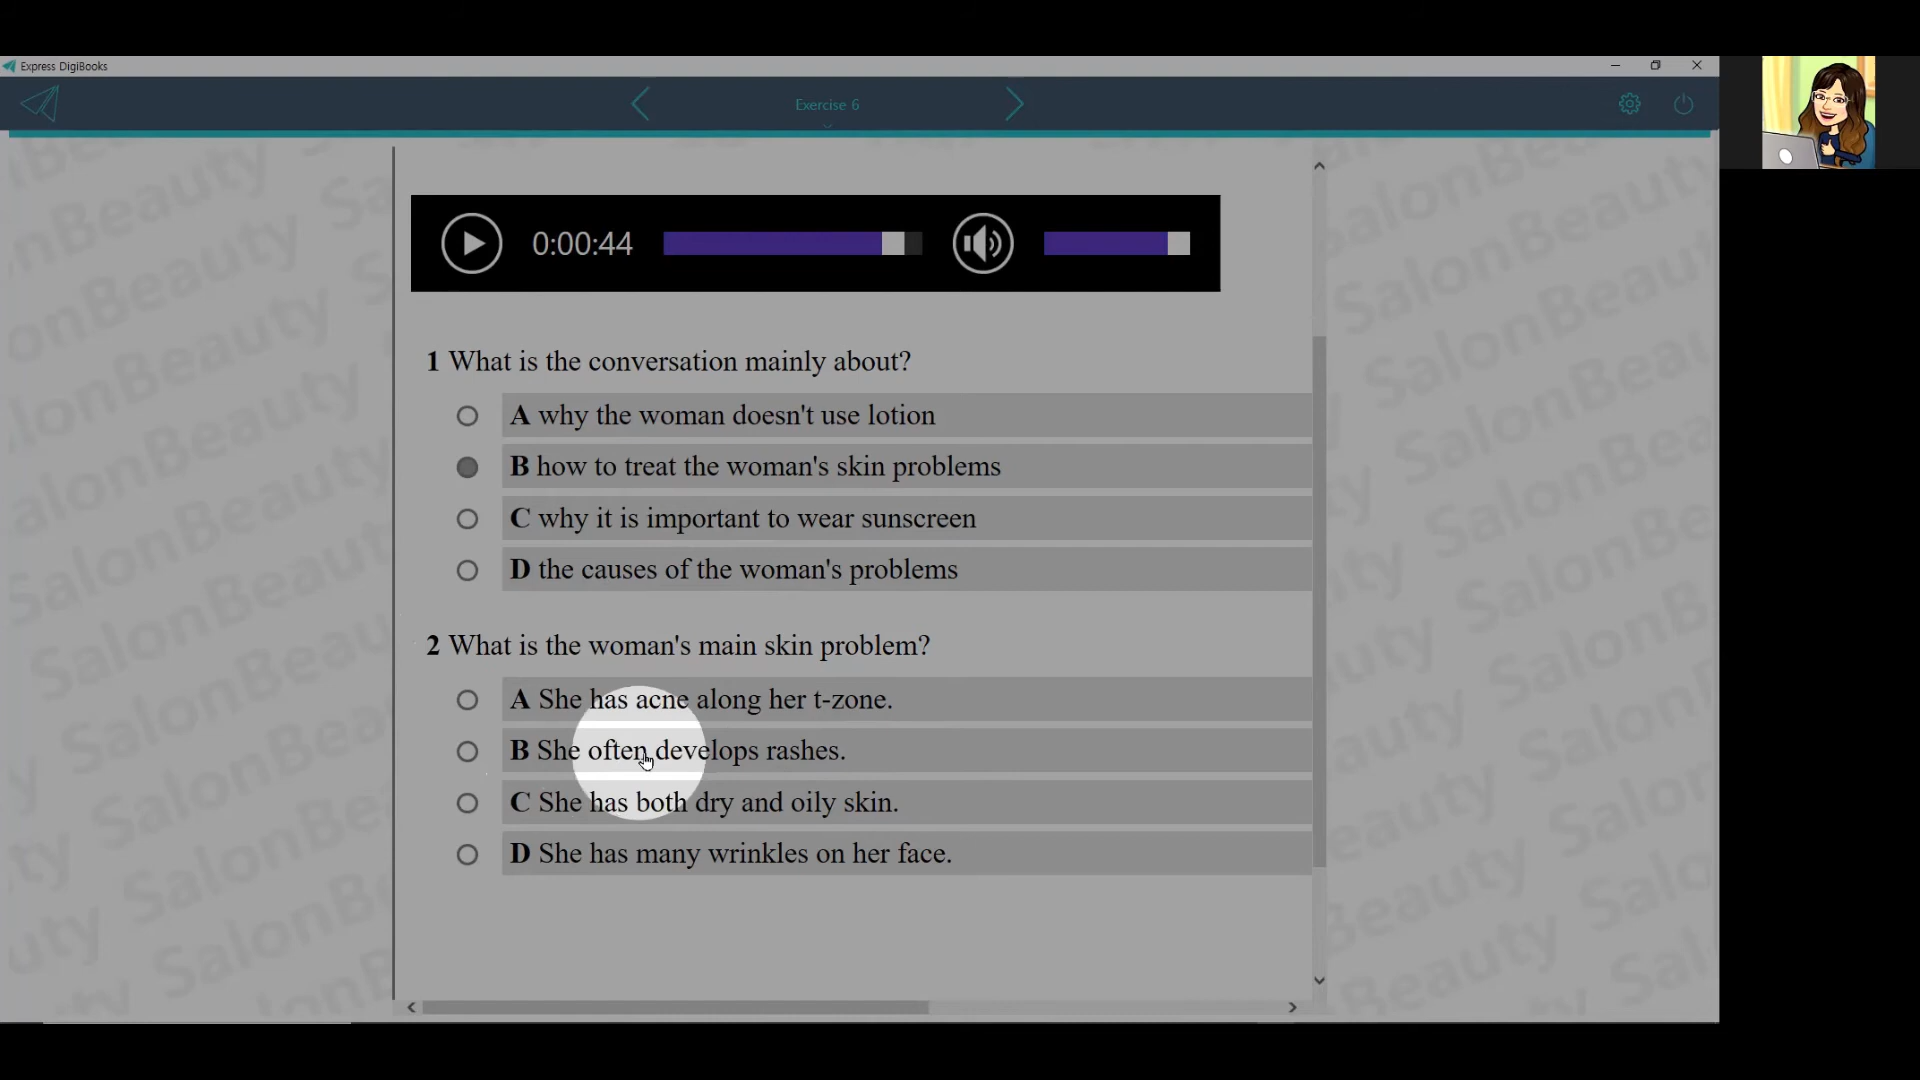 Express DigiBooks
Exercise 6
0:00:44
1 What is the conversation mainly about?
A why the woman doesn't use lotion
B how to treat the woman's skin problems
C why it is important to wear sunscreen
D the causes of the woman's problems
2 What is the woman's main skin problem?
A She has acne along her t-zone.
B She often develops rashes.
C She has both dry and oily skin.
D She has many wrinkles on her face.
SalonBeauty SalonBeauty